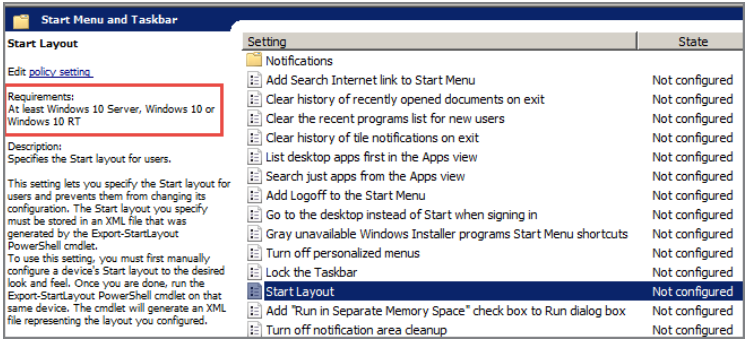 Start Menu and Taskbar
Start Layout
Edit policy setting
Requirements:
At least Windows 10 Server, Windows 10 or
Windows 10 RT
Description:
Specifies the Start layout for users.
This setting lets you specify the Start layout for
users and prevents them from changing its
configuration. The Start layout you specify
must be stored in an XML file that was
generated by the Export-StartLayout
PowerShell cmdlet.
To use this setting, you must first manually
configure a device's Start layout to the desired
look and feel. Once you are done, run the
Export-StartLayout PowerShell cmdlet on that
same device. The cmdlet will generate an XML
file representing the layout you configured.
Setting State
Notifications
Add Search Internet link to Start Menu Not configured
Clear history of recently opened documents on exit Not configured
Clear the recent programs list for new users Not configured
Clear history of tile notifications on exit Not configured
List desktop apps first in the Apps view Not configured
Search just apps from the Apps view Not configured
Add Logoff to the Start Menu Not configured
Go to the desktop instead of Start when signing in Not configured
Gray unavailable Windows Installer programs Start Menu shortcuts Not configured
Turn off personalized menus Not configured
Lock the Taskbar Not configured
Start Layout Not configured
Add "Run in Separate Memory Space" check box to Run dialog box Not configured
Turn off notification area cleanup Not configured